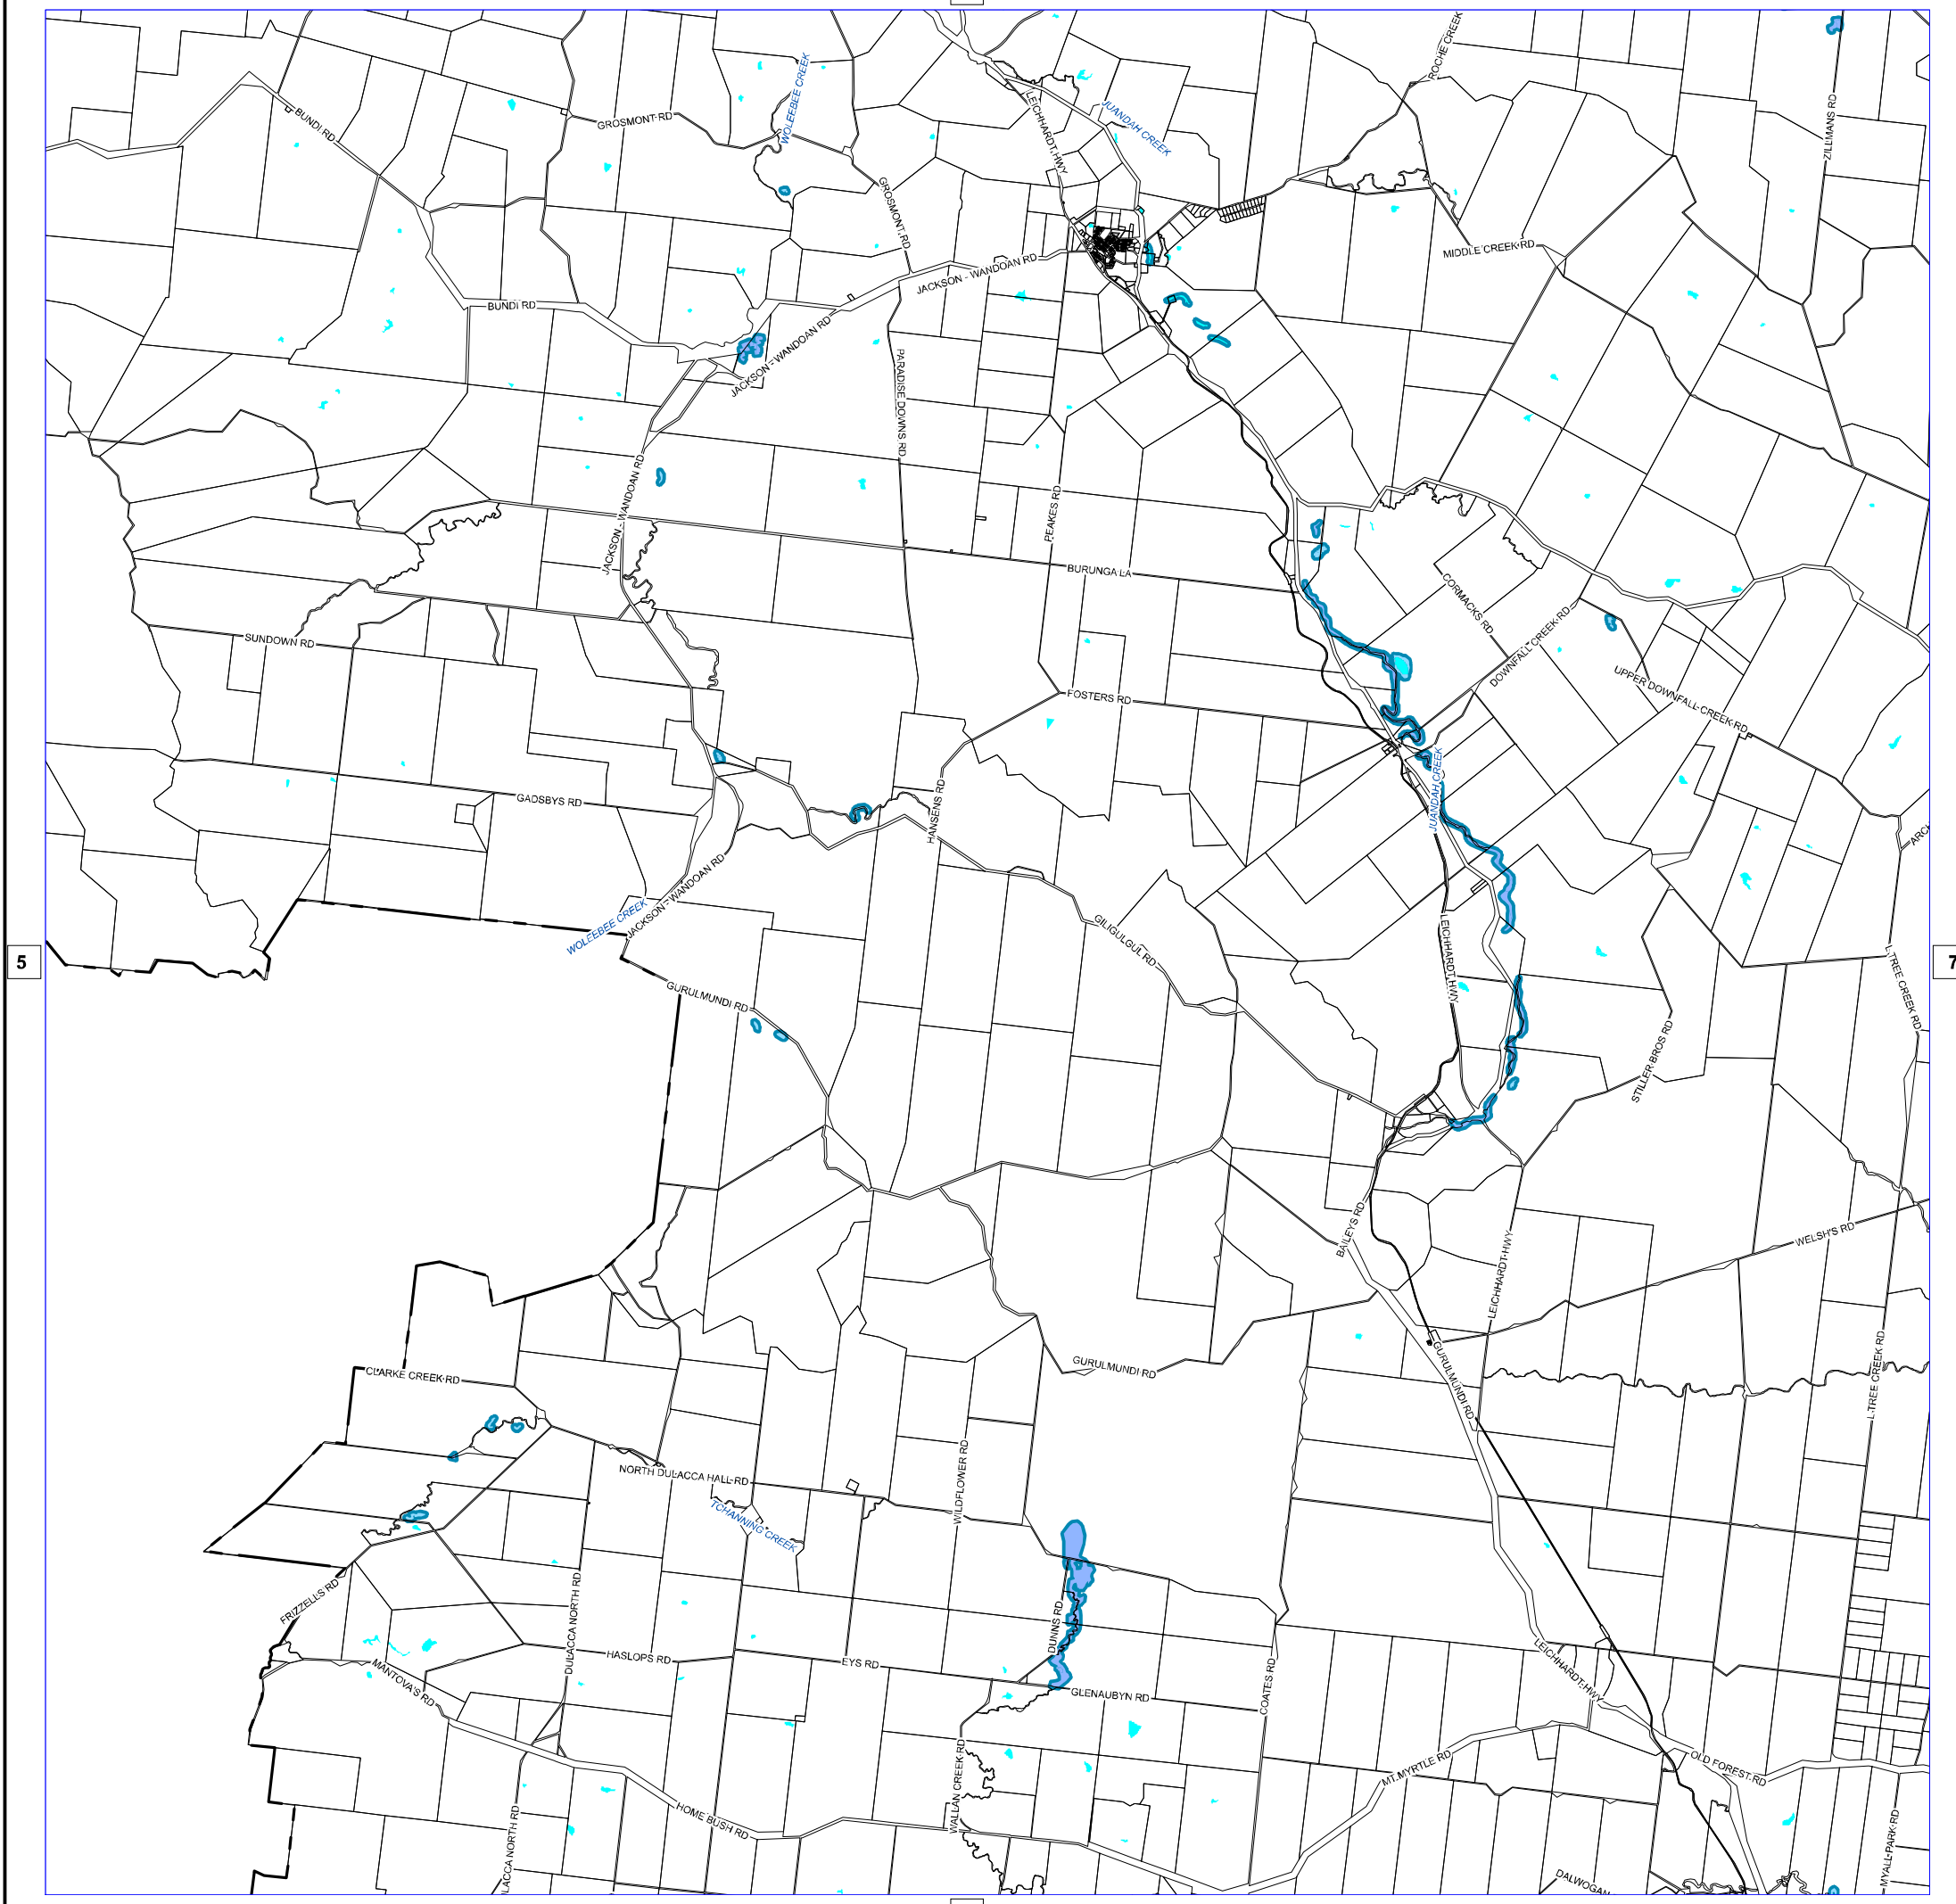 ROCHE CREEK
ZILLMANS RD
WOLEEBEE CREEK
LEICHHARDT HWY
JUANDAH CREEK
BUNDI RD
GROSMONT RD
GROSMONT RD
MIDDLE CREEK RD
JACKSON - WANDOAN RD
BUNDI RD
JACKSON - WANDOAN RD
PARADISE DOWNS RD
JACKSON - WANDOAN RD
PEAKES RD
BURUNGA LA
CORMACKS RD
DOWNFALL CREEK RD
SUNDOWN RD
FOSTERS RD
UPPER DOWNFALL CREEK RD
JUANDAH CREEK
GADSBYS RD
HANSENS RD
ARC
JACKSON - WANDOAN RD
WOLEEBEE CREEK
GILIGULGUL RD
LEICHHARDT HWY
5
7
L TREE CREEK RD
GURULMUNDI RD
STILLER BROS RD
BAILEYS RD
WELSH'S RD
LEICHHARDT HWY
GURULMUNDI RD
GURULMUNDI RD
L TREE CREEK RD
CLARKE CREEK RD
NORTH DULACCA HALL RD
WILDFLOWER RD
TCHANNING CREEK
FRIZZELLS RD
DULACCA NORTH RD
DUNNS RD
HASLOPS RD
EYS RD
MANTOVA'S RD
GLENAUBYN RD
COATES RD
LEICHHARDT HWY
OLD FOREST RD
MT MYRTLE RD
WALLAN CREEK RD
HOME BUSH RD
LACCA NORTH RD
MYALL PARK RD
DALWOGAN